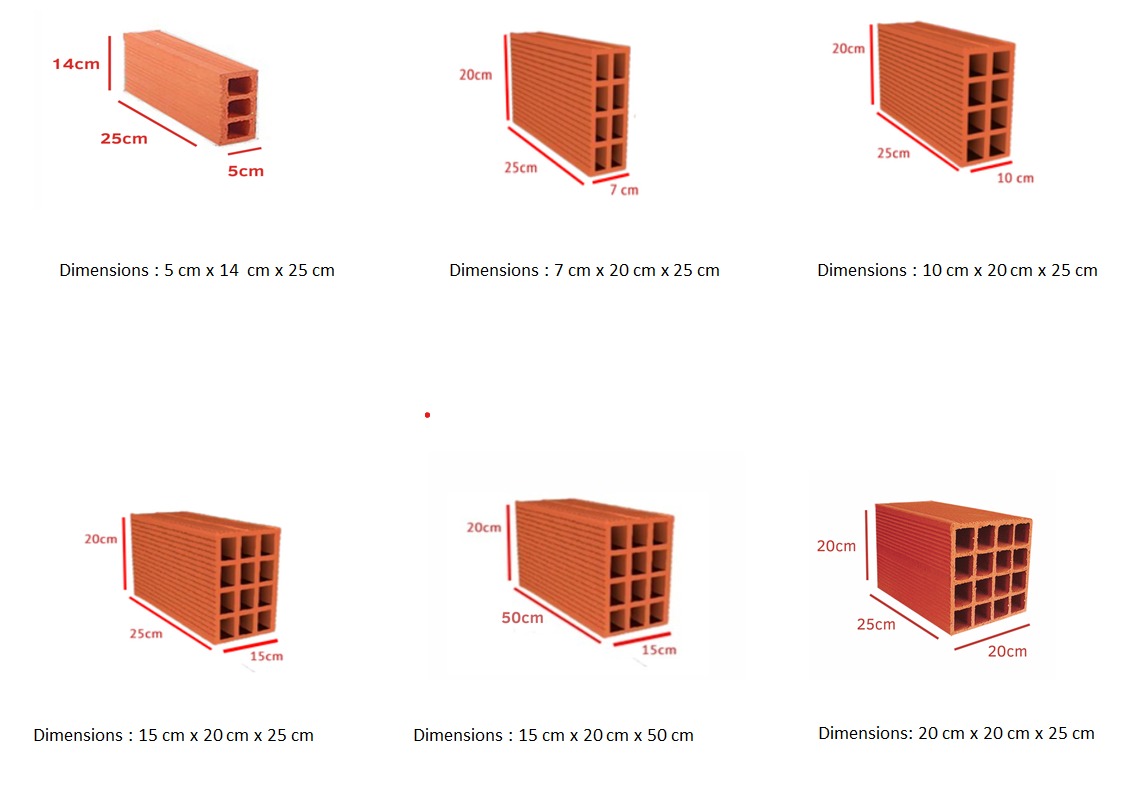 14cm
25cm
5cm
20cm
25cm
7 cm
20cm
25cm
10 cm
Dimensions : 5 cm x 14  cm x 25 cm
Dimensions : 7 cm x 20 cm x 25 cm
Dimensions : 10 cm x 20 cm x 25 cm
20cm
25cm
15cm
20cm
50cm
15cm
20cm
25cm
20cm
Dimensions : 15 cm x 20 cm x 25 cm
Dimensions : 15 cm x 20 cm x 50 cm
Dimensions: 20 cm x 20 cm x 25 cm